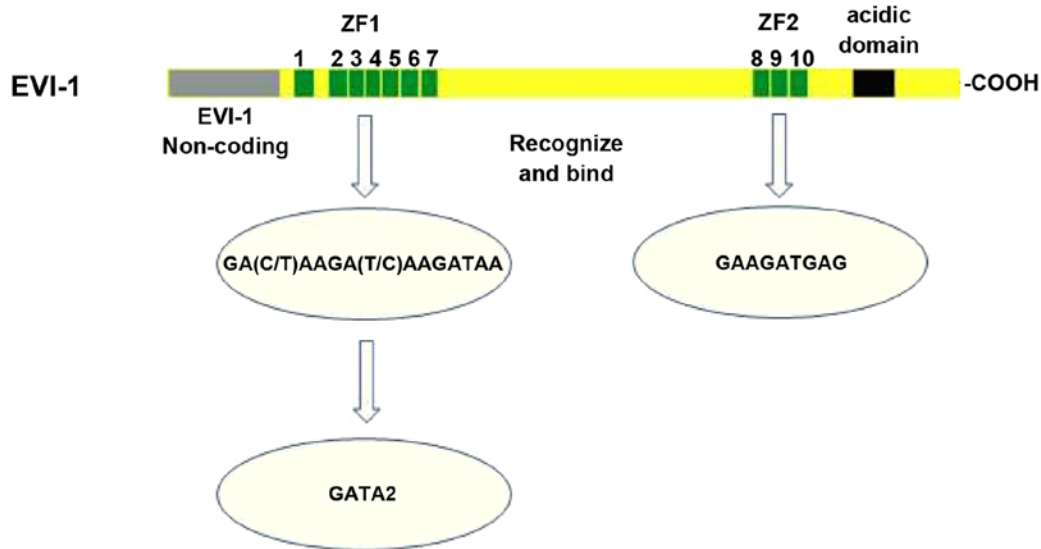 ZF1
ZF2
acidic
domain
1 2 3 4 5 6 7
8 9 10
EVI-1
-COOH
EVI-1
Non-coding
Recognize
and bind
GA(C/T)AAGA(T/C)AAGATAA
GAAGATGAG
GATA2